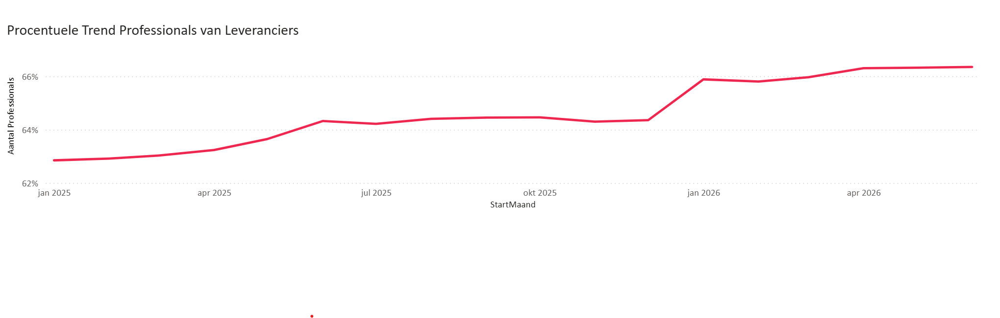 Procentuele Trend Professionals van Leveranciers
Aantal Professionals
66%
64%
62%
jan 2025 apr 2025 jul 2025 okt 2025 jan 2026 apr 2026
StartMaand